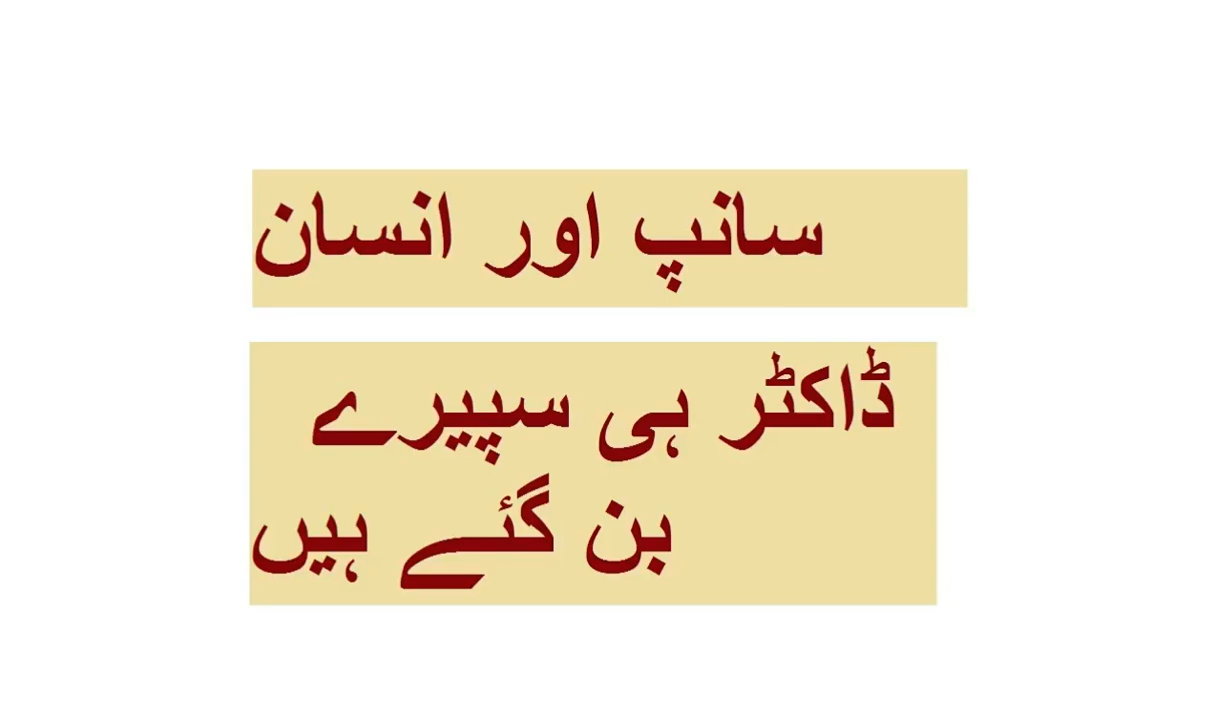 سانپ اور انسان
ڈاکٹر ہی سپیرے
بن گئے ہیں